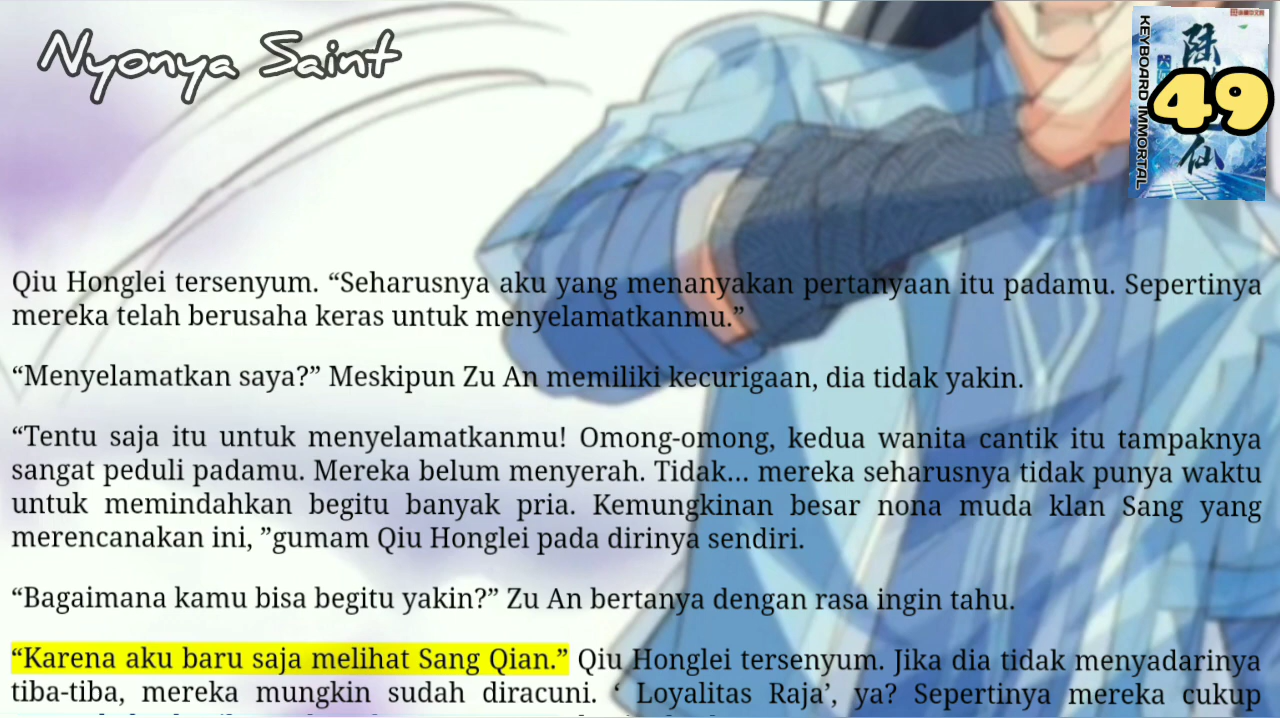 Nyonya Saint
KEYBOARD IMMORTAL
陸
仙
49
Qiu Honglei tersenyum. “Seharusnya aku yang menanyakan pertanyaan itu padamu. Sepertinya
mereka telah berusaha keras untuk menyelamatkanmu.”
“Menyelamatkan saya?” Meskipun Zu An memiliki kecurigaan, dia tidak yakin.
“Tentu saja itu untuk menyelamatkanmu! Omong-omong, kedua wanita cantik itu tampaknya
sangat peduli padamu. Mereka belum menyerah. Tidak... mereka seharusnya tidak punya waktu
untuk memindahkan begitu banyak pria. Kemungkinan besar nona muda klan Sang yang
merencanakan ini, ”gumam Qiu Honglei pada dirinya sendiri.
“Bagaimana kamu bisa begitu yakin?” Zu An bertanya dengan rasa ingin tahu.
“Karena aku baru saja melihat Sang Qian.” Qiu Honglei tersenyum. Jika dia tidak menyadarinya
tiba-tiba, mereka mungkin sudah diracuni. ‘ Loyalitas Raja’, ya? Sepertinya mereka cukup